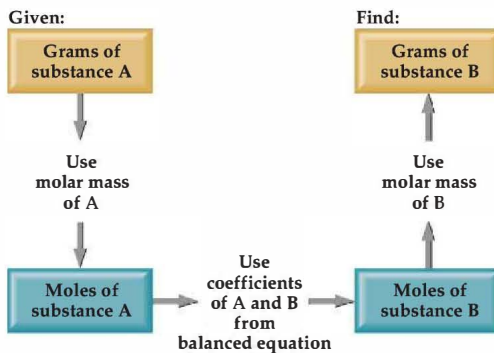 Given:
Find:
Grams of
substance A
Grams of
substance B
Use
molar mass
of A
Use
molar mass
of B
Moles of
substance A
Use
coefficients
of A and B
from
balanced equation
Moles of
substance B